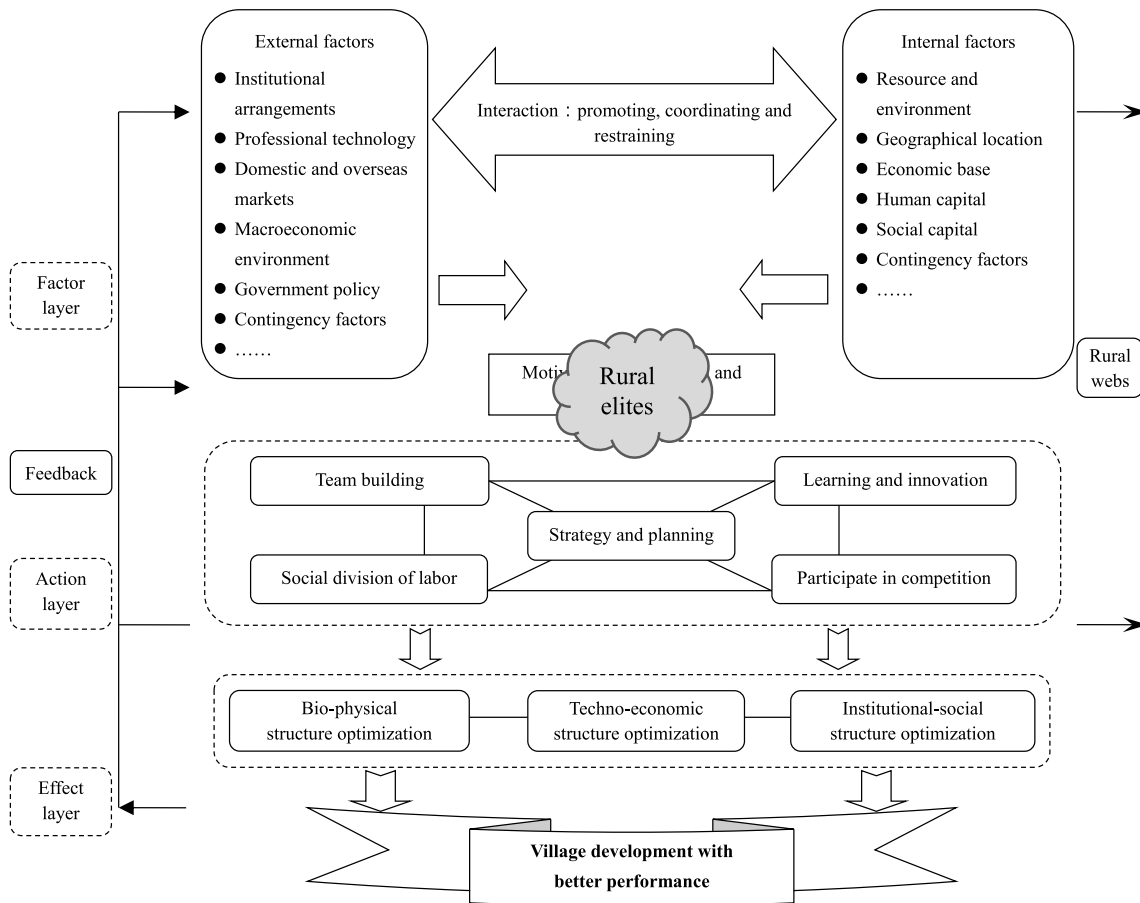 External factors
● Institutional
arrangements
● Professional technology
● Domestic and overseas
markets
● Macroeconomic
environment
● Government policy
● Contingency factors
● ……
Interaction：promoting, coordinating and
restraining
Internal factors
● Resource and
environment
● Geographical location
● Economic base
● Human capital
● Social capital
● Contingency factors
● ……
Factor
layer
and
Rural
elites
Rural
webs
Feedback
Team building
Learning and innovation
Strategy and planning
Social division of labor
Participate in competition
Action
layer
Bio-physical
structure optimization
Techno-economic
structure optimization
Institutional-social
structure optimization
Effect
layer
Village development with
better performance